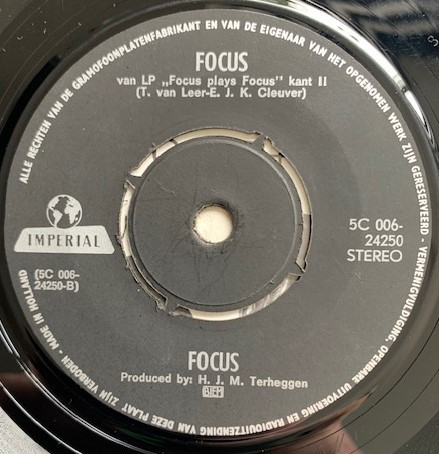 ALLE RECHTEN VAN DE GRAMOFOONPLATENFABRIKANT EN VAN DE EIGENAAR VAN HET OPGENOMEN WERK ZIJN GERESERVEERD - VERMENIGVULDIGING, OPENBARE UITVOERING EN RADIOUITZENDING VAN DEZE PLAAT ZIJN VERBODEN - MADE IN HOLLAND
FOCUS
van LP „Focus plays Focus" kant II
(T. van Leer-E. J. K. Cleuver)
IMPERIAL
5C 006-
24250
STEREO
(5C 006-
24250-B)
FOCUS
Produced by: H. J. M. Terheggen
BIEM